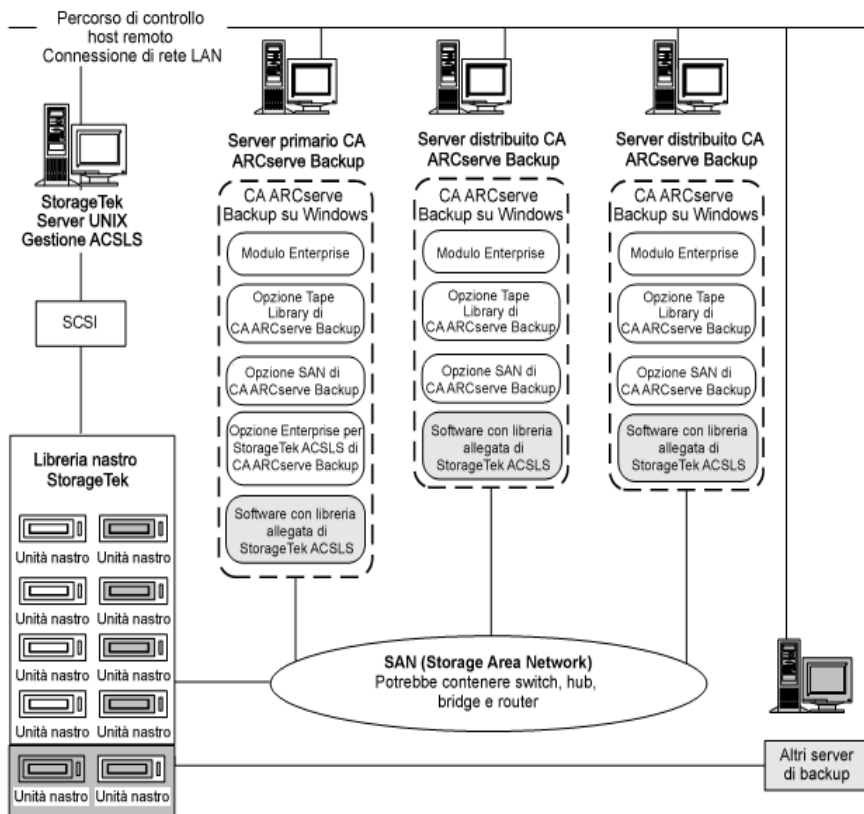 Percorso di controllo
host remoto
Connessione di rete LAN
StorageTek
Server UNIX
Gestione ACSLS
SCSI
Libreria nastro
StorageTek
Unità nastro Unità nastro
Unità nastro Unità nastro
Unità nastro Unità nastro
Unità nastro Unità nastro
Unità nastro Unità nastro
Server primario CA
ARCserve Backup
CA ARCserve
Backup su Windows
Modulo Enterprise
Opzione Tape
Library di
CA ARCserve Backup
Opzione SAN di
CA ARCserve Backup
Opzione Enterprise per
StorageTek ACSLS di
CA ARCserve Backup
Software con libreria
allegata di
StorageTek ACSLS
Server distribuito CA
ARCserve Backup
CA ARCserve
Backup su Windows
Modulo Enterprise
Opzione Tape
Library di
CA ARCserve Backup
Opzione SAN di
CA ARCserve Backup
Software con libreria
allegata di
StorageTek ACSLS
Server distribuito CA
ARCserve Backup
CA ARCserve
Backup su Windows
Modulo Enterprise
Opzione Tape
Library di
CA ARCserve Backup
Opzione SAN di
CA ARCserve Backup
Software con libreria
allegata di
StorageTek ACSLS
SAN (Storage Area Network)
Potrebbe contenere switch, hub,
bridge e router
Altri server
di backup